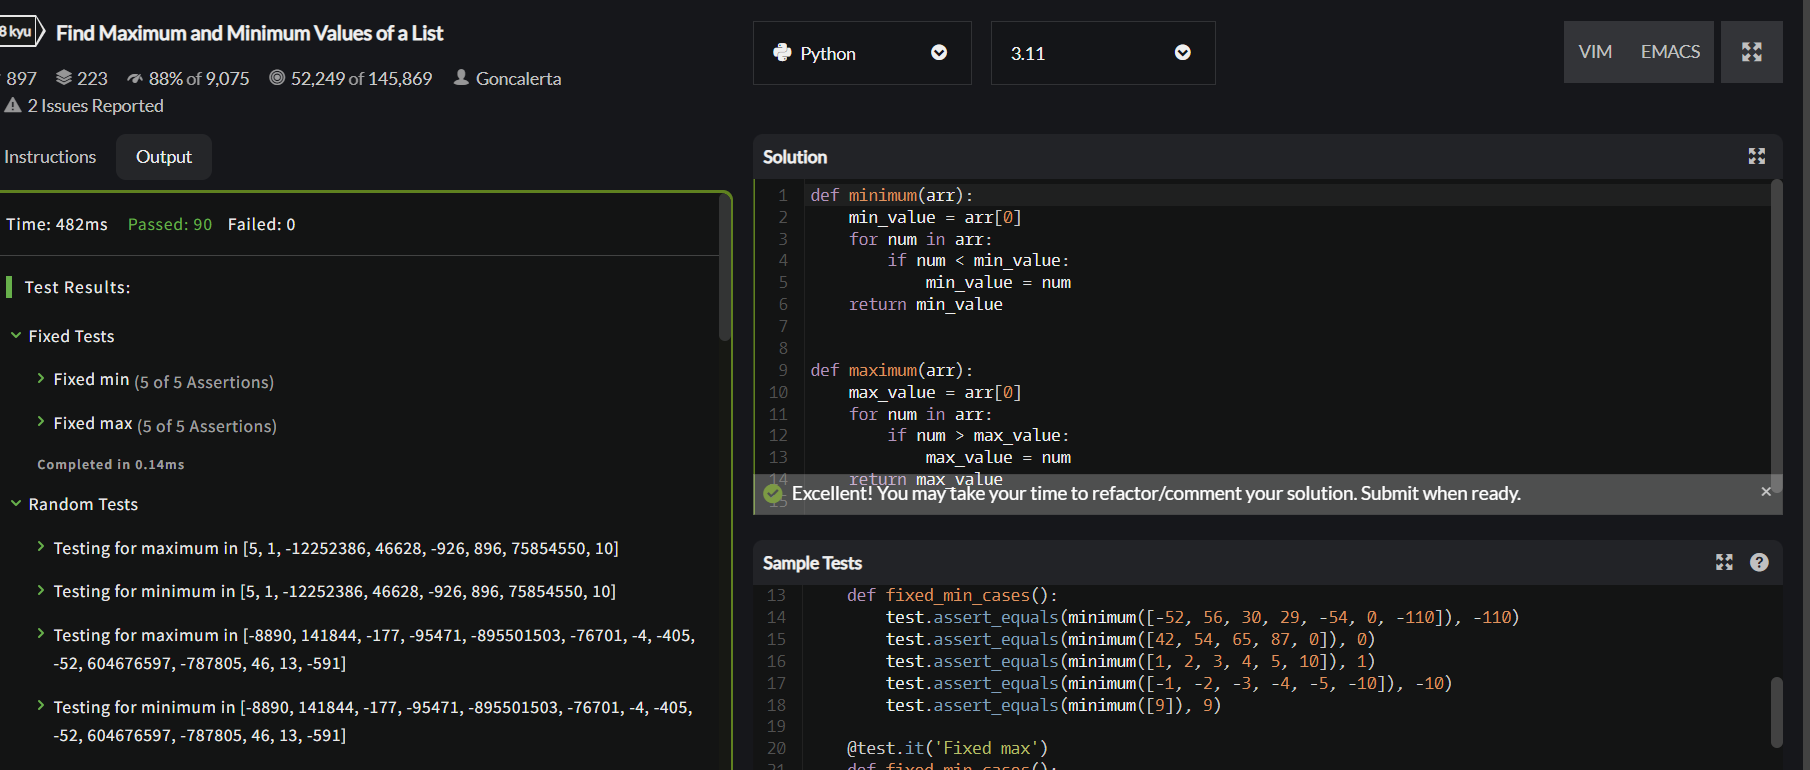 8 kyu Find Maximum and Minimum Values of a List
897 223 88% of 9,075 52,249 of 145,869 Goncalerta
2 Issues Reported
Instructions Output
Time: 482ms Passed: 90 Failed: 0
Test Results:
Fixed Tests
Fixed min (5 of 5 Assertions)
Fixed max (5 of 5 Assertions)
Completed in 0.14ms
Random Tests
Testing for maximum in [5, 1, -12252386, 46628, -926, 896, 75854550, 10]
Testing for minimum in [5, 1, -12252386, 46628, -926, 896, 75854550, 10]
Testing for maximum in [-8890, 141844, -177, -95471, -895501503, -76701, -4, -405,
-52, 604676597, -787805, 46, 13, -591]
Testing for minimum in [-8890, 141844, -177, -95471, -895501503, -76701, -4, -405,
-52, 604676597, -787805, 46, 13, -591]
Python 3.11 VIM EMACS
Solution
1 def minimum(arr):
2     min_value = arr[0]
3     for num in arr:
4         if num < min_value:
5             min_value = num
6     return min_value
7
8
9 def maximum(arr):
10     max_value = arr[0]
11     for num in arr:
12         if num > max_value:
13             max_value = num
14     return max_value
15
Excellent! You may take your time to refactor/comment your solution. Submit when ready. ×
Sample Tests ?
13     def fixed_min_cases():
14         test.assert_equals(minimum([-52, 56, 30, 29, -54, 0, -110]), -110)
15         test.assert_equals(minimum([42, 54, 65, 87, 0]), 0)
16         test.assert_equals(minimum([1, 2, 3, 4, 5, 10]), 1)
17         test.assert_equals(minimum([-1, -2, -3, -4, -5, -10]), -10)
18         test.assert_equals(minimum([9]), 9)
19
20     @test.it('Fixed max')
21     def fixed_min_cases():